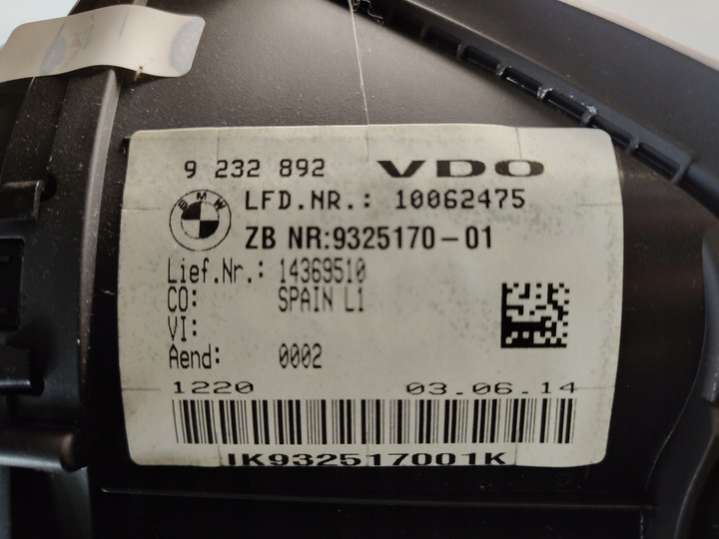 9 232 892 VDO
BMW
LFD.NR.: 10062475
ZB NR:9325170-01
Lief.Nr.: 14369510
CO: SPAIN L1
VI:
Aend: 0002
1220 03.06.14
IK932517001K